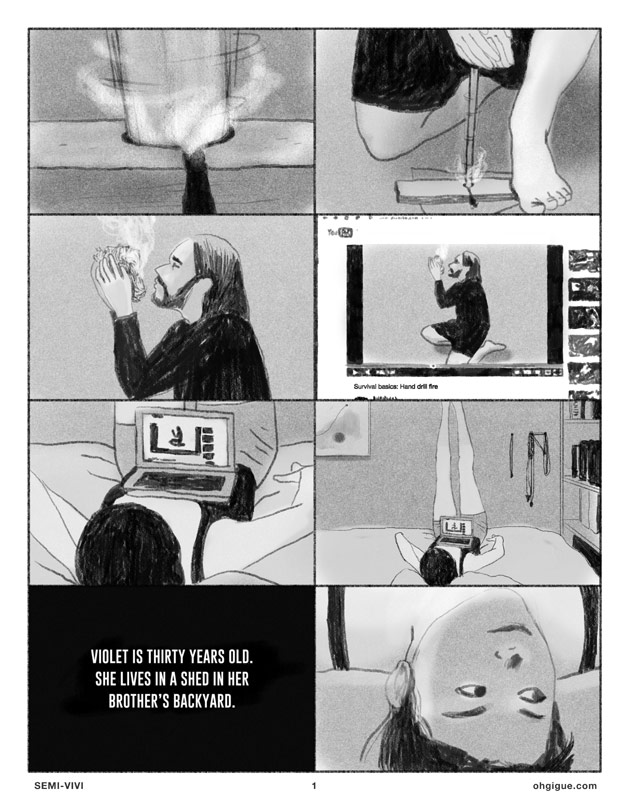 YouTube
Survival basics: Hand drill fire
VIOLET IS THIRTY YEARS OLD.
SHE LIVES IN A SHED IN HER
BROTHER'S BACKYARD.
SEMI-VIVI
1
ohgigue.com